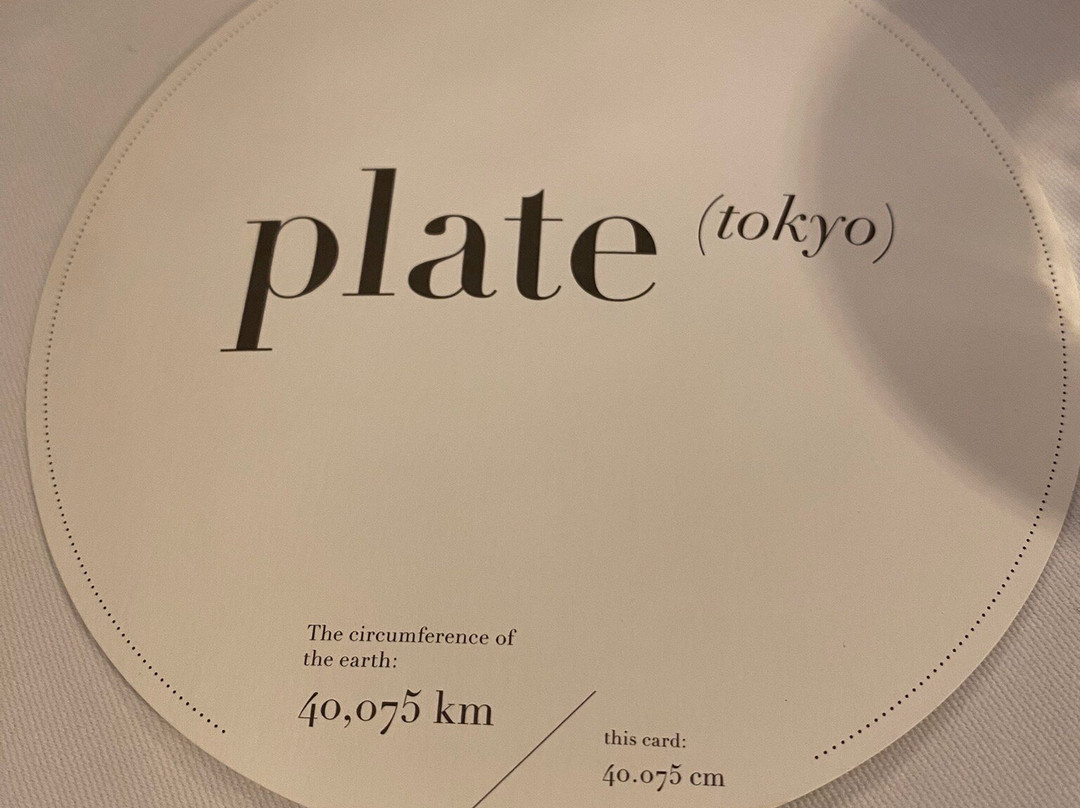 plate (tokyo)
The circumference of
the earth:
40,075 km
this card:
40.075 cm